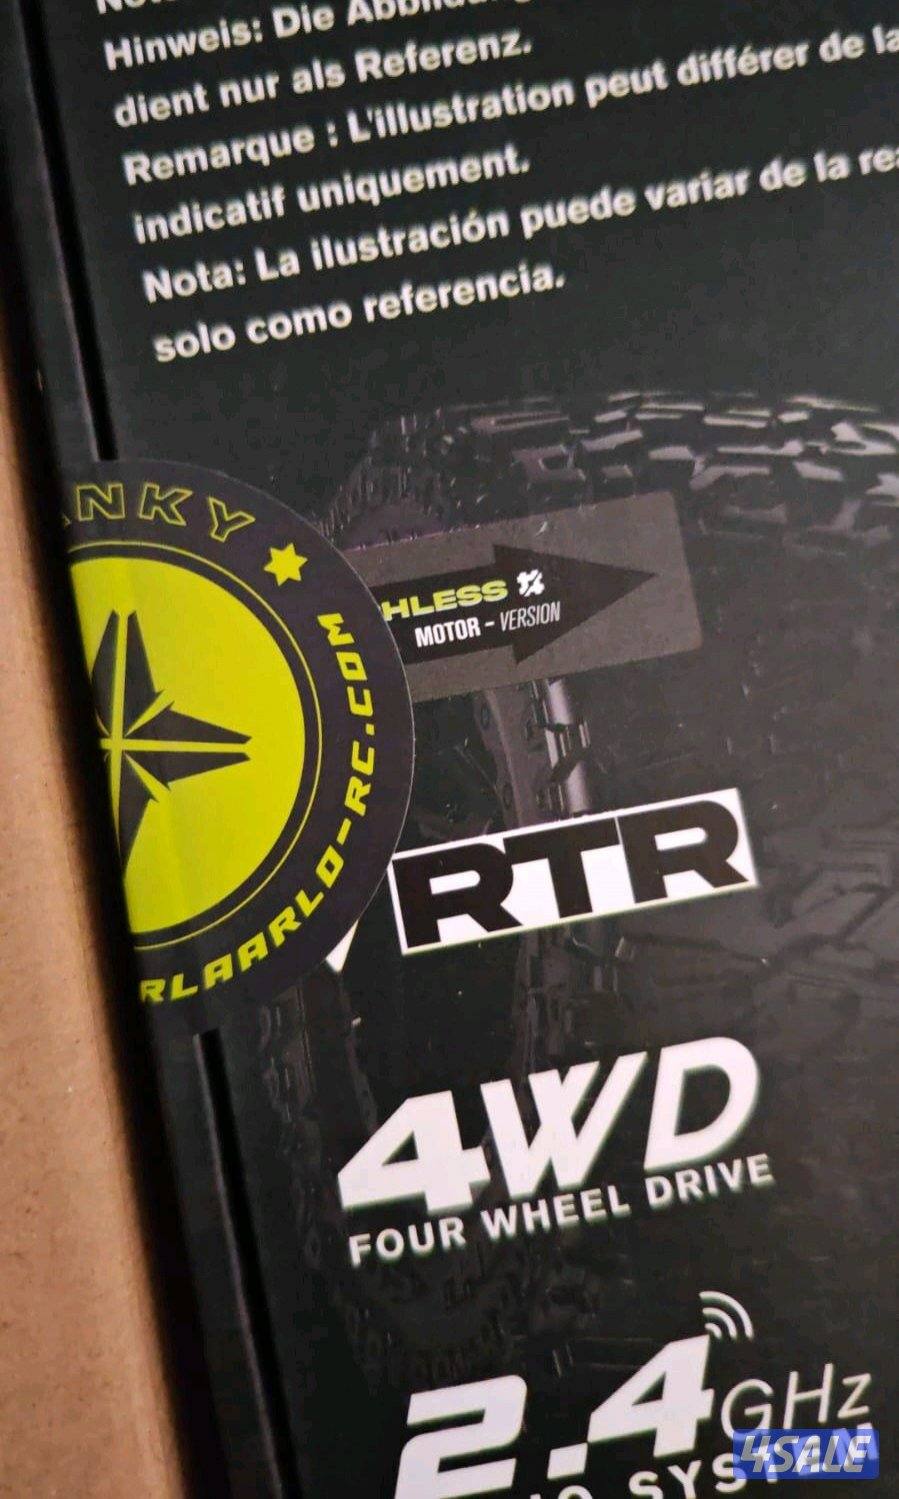 Hinweis: Die
dient nur als Referenz.
Remarque : L'illustration peut différer de la
indicatif uniquement.
Nota: La ilustración puede variar de la rea
solo como referencia.
NKY
RLAARLO-RC.COM
HLESS
MOTOR - VERSION
RTR
4WD
FOUR WHEEL DRIVE
2.4GHz
4SALE